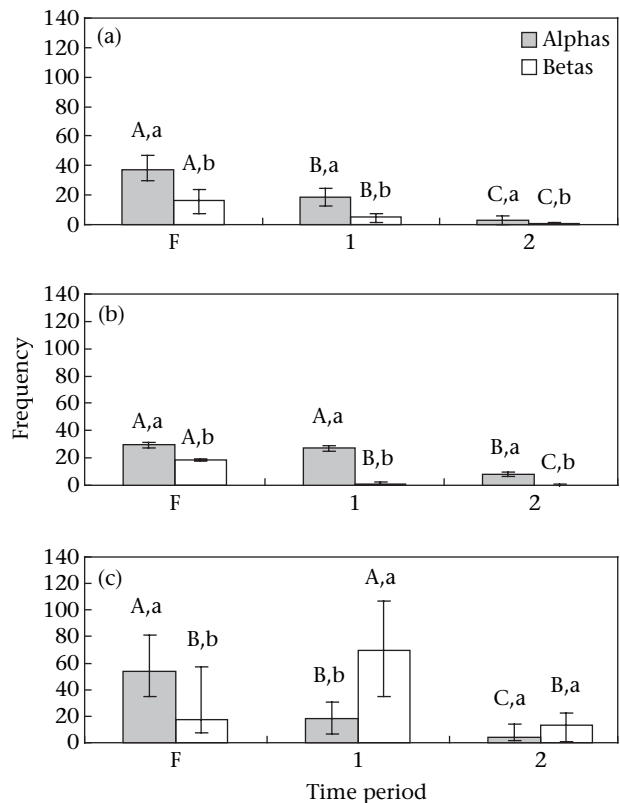 140
120
100
80
60
40
20
0
(a)
Alphas
Betas
A,a
A,b
B,a
B,b
C,a
C,b
F
1
2
140
120
100
80
60
40
20
0
(b)
A,a
A,b
A,a
B,b
B,a
C,b
F
1
2
Frequency
140
120
100
80
60
40
20
0
(c)
A,a
B,b
B,b
A,a
C,a
B,a
F
1
2
Time period